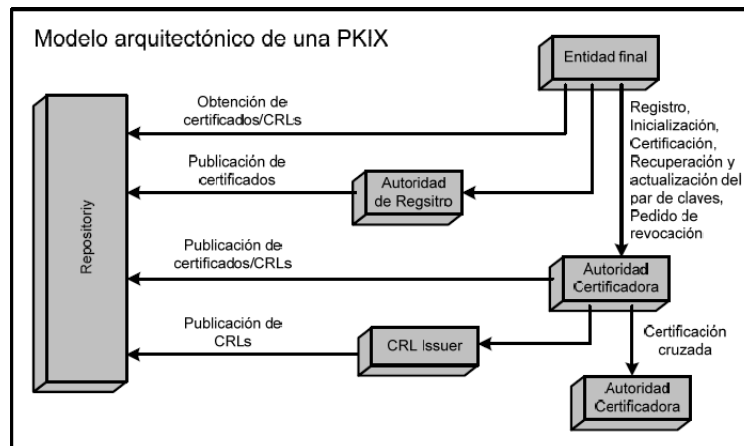 Modelo arquitectónico de una PKIX
Entidad final
Obtención de
certificados/CRLs
Registro,
Inicialización,
Certificación,
Recuperación y
actualización del
par de claves,
Pedido de
revocación
Publicación de
certificados
Autoridad
de Regsitro
Repositoriy
Publicación de
certificados/CRLs
Autoridad
Certificadora
Publicación de
CRLs
CRL Issuer
Certificación
cruzada
Autoridad
Certificadora